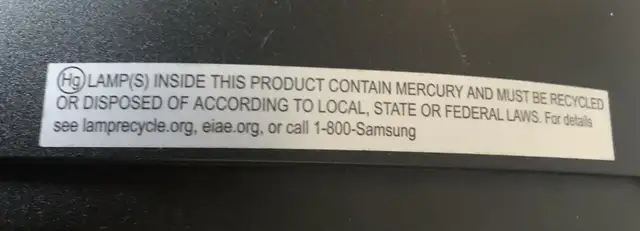 Hg LAMP(S) INSIDE THIS PRODUCT CONTAIN MERCURY AND MUST BE RECYCLED
OR DISPOSED OF ACCORDING TO LOCAL, STATE OR FEDERAL LAWS. For details
see lamprecycle.org, eiae.org, or call 1-800-Samsung